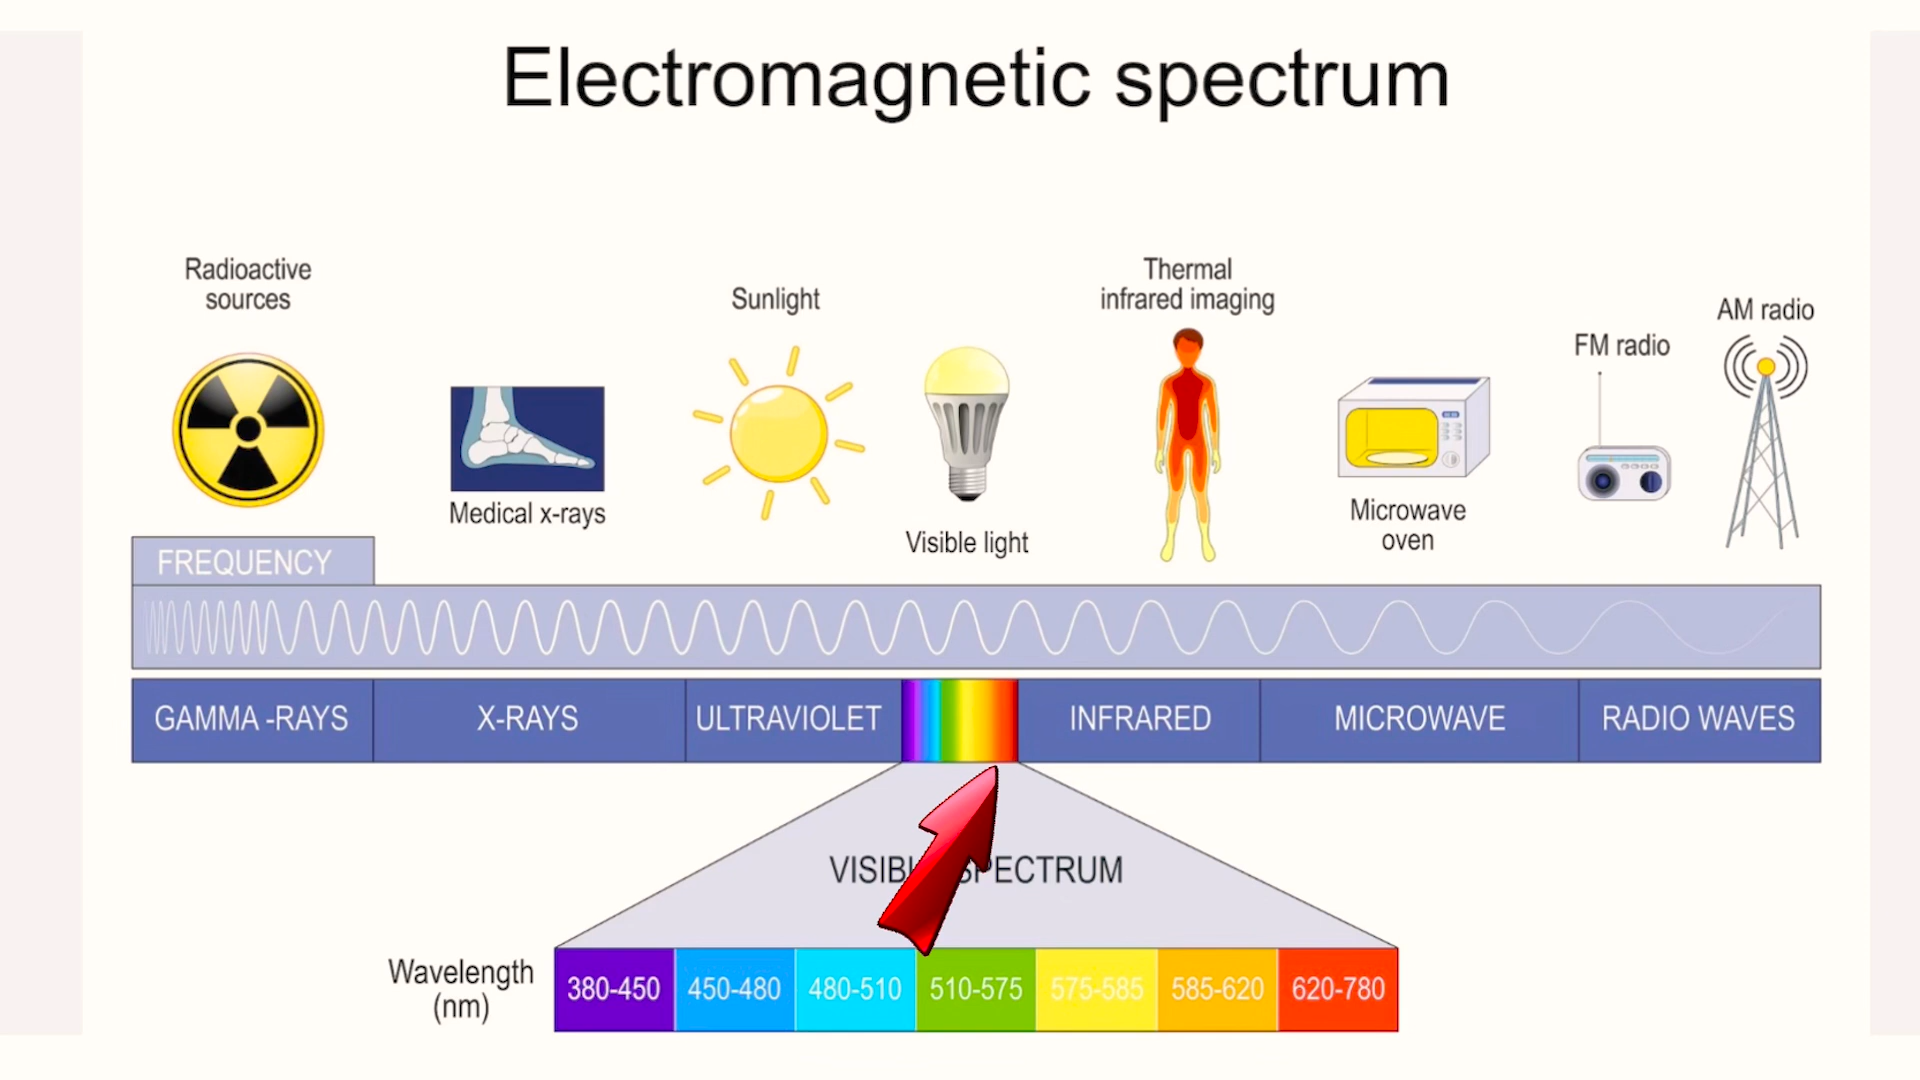 Electromagnetic spectrum
Radioactive
sources
Medical x-rays
Sunlight
Visible light
Thermal
infrared imaging
Microwave
oven
FM radio
AM radio
FREQUENCY
GAMMA -RAYS
X-RAYS
ULTRAVIOLET
INFRARED
MICROWAVE
RADIO WAVES
VISIBLE SPECTRUM
Wavelength
(nm)
380-450
450-480
480-510
510-575
575-585
585-620
620-780